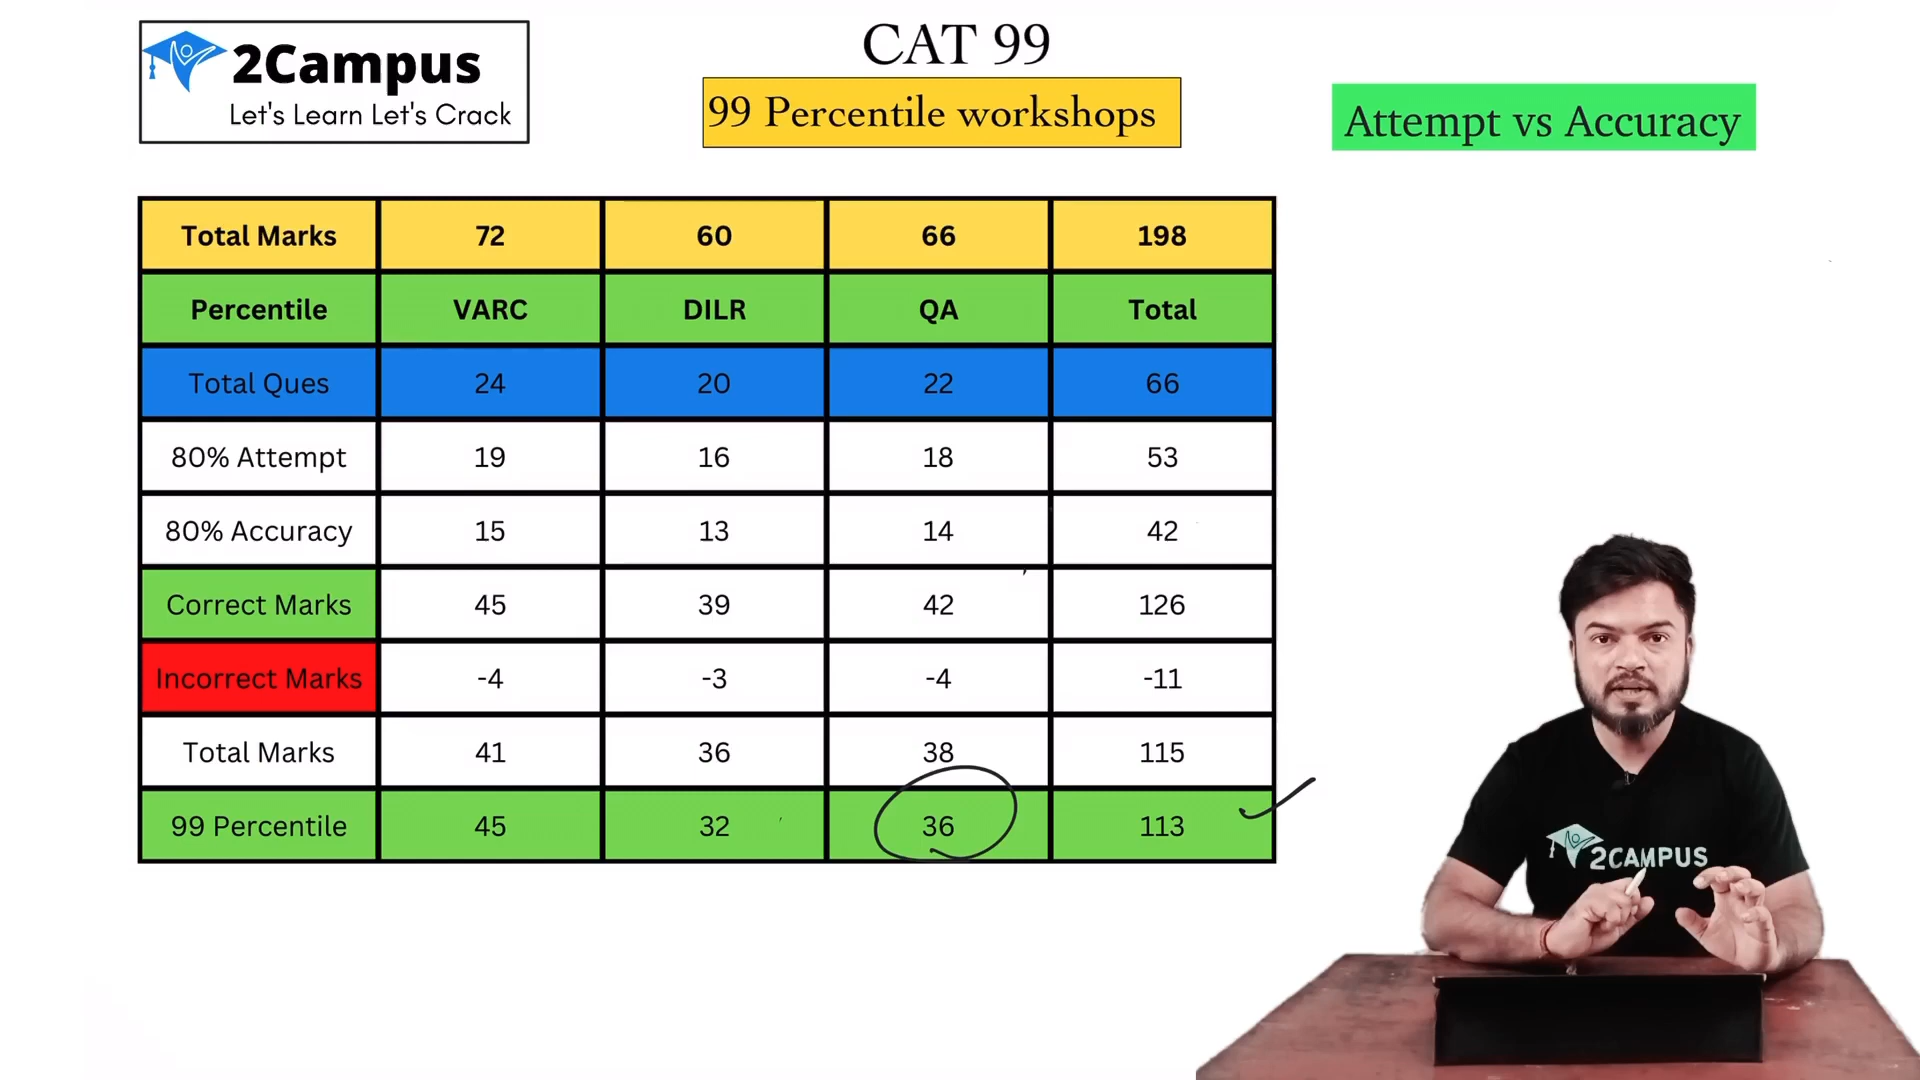 2Campus
Let's Learn Let's Crack
CAT 99
99 Percentile workshops
Attempt vs Accuracy
Total Marks 72 60 66 198
Percentile VARC DILR QA Total
Total Ques 24 20 22 66
80% Attempt 19 16 18 53
80% Accuracy 15 13 14 42
Correct Marks 45 39 42 126
Incorrect Marks -4 -3 -4 -11
Total Marks 41 36 38 115
99 Percentile 45 32 36 113
2CAMPUS